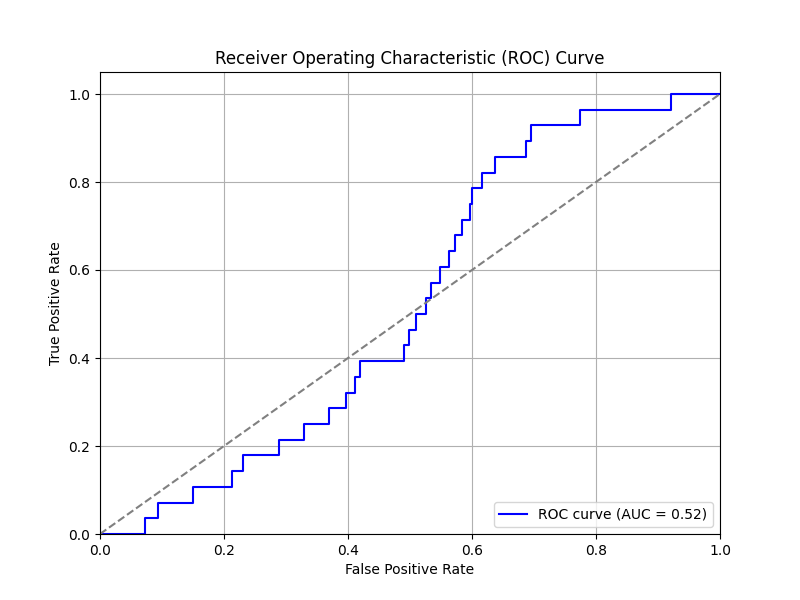 Receiver Operating Characteristic (ROC) Curve
1.0
0.8
0.6
0.4
0.2
0.0
True Positive Rate
ROC curve (AUC = 0.52)
0.0 0.2 0.4 0.6 0.8 1.0
False Positive Rate